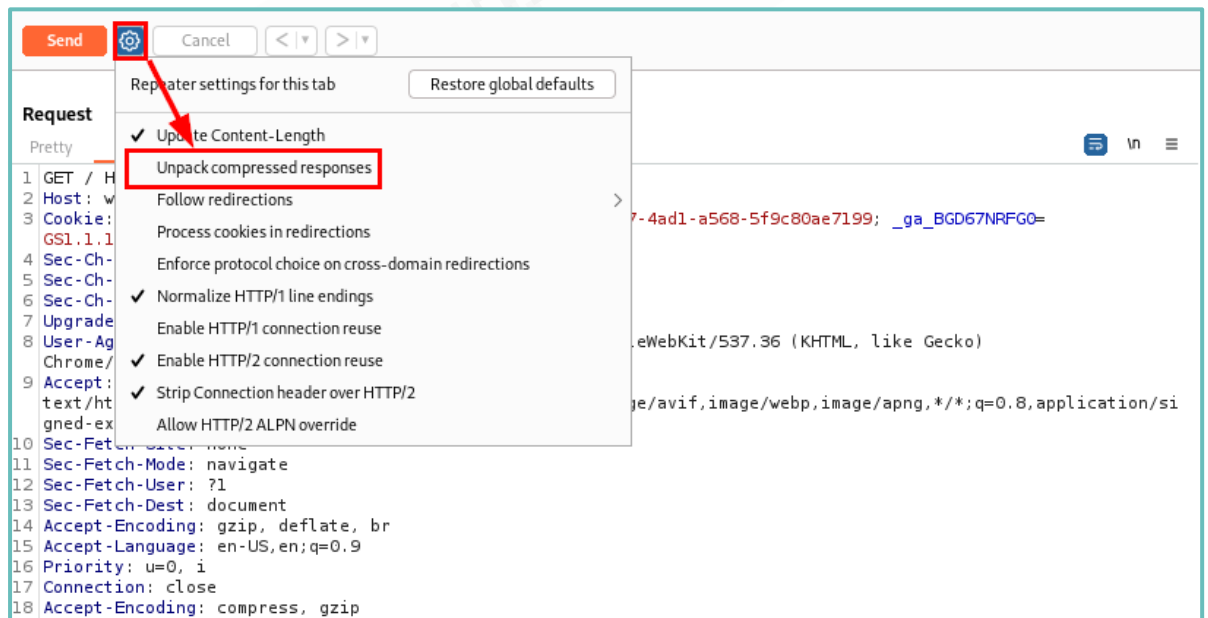 Send Cancel < | ▾ > | ▾
Repeater settings for this tab Restore global defaults
Request
Pretty
✓ Update Content-Length
\n
Unpack compressed responses
1 GET / H
Follow redirections >
2 Host: w
3 Cookie: 7-4ad1-a568-5f9c80ae7199; _ga_BGD67NRFG0=
Process cookies in redirections
GS1.1.1
Enforce protocol choice on cross-domain redirections
4 Sec-Ch-
5 Sec-Ch-
✓ Normalize HTTP/1 line endings
6 Sec-Ch-
7 Upgrade
Enable HTTP/1 connection reuse
8 User-Ag eWebKit/537.36 (KHTML, like Gecko)
✓ Enable HTTP/2 connection reuse
Chrome/
9 Accept:
✓ Strip Connection header over HTTP/2
text/ht ge/avif,image/webp,image/apng,*/*;q=0.8,application/si
Allow HTTP/2 ALPN override
gned-ex
10 Sec-Fetch-Site: none
11 Sec-Fetch-Mode: navigate
12 Sec-Fetch-User: ?1
13 Sec-Fetch-Dest: document
14 Accept-Encoding: gzip, deflate, br
15 Accept-Language: en-US,en;q=0.9
16 Priority: u=0, i
17 Connection: close
18 Accept-Encoding: compress, gzip